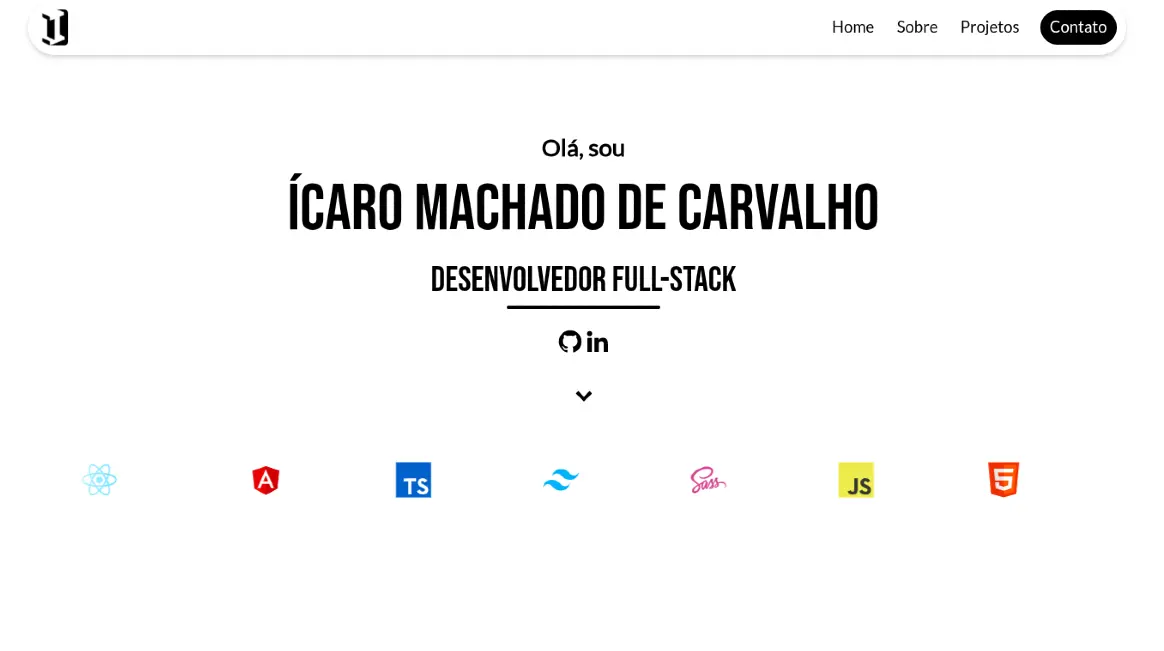 Home Sobre Projetos Contato
Olá, sou
ÍCARO MACHADO DE CARVALHO
DESENVOLVEDOR FULL-STACK
in
A TS Sass JS 5